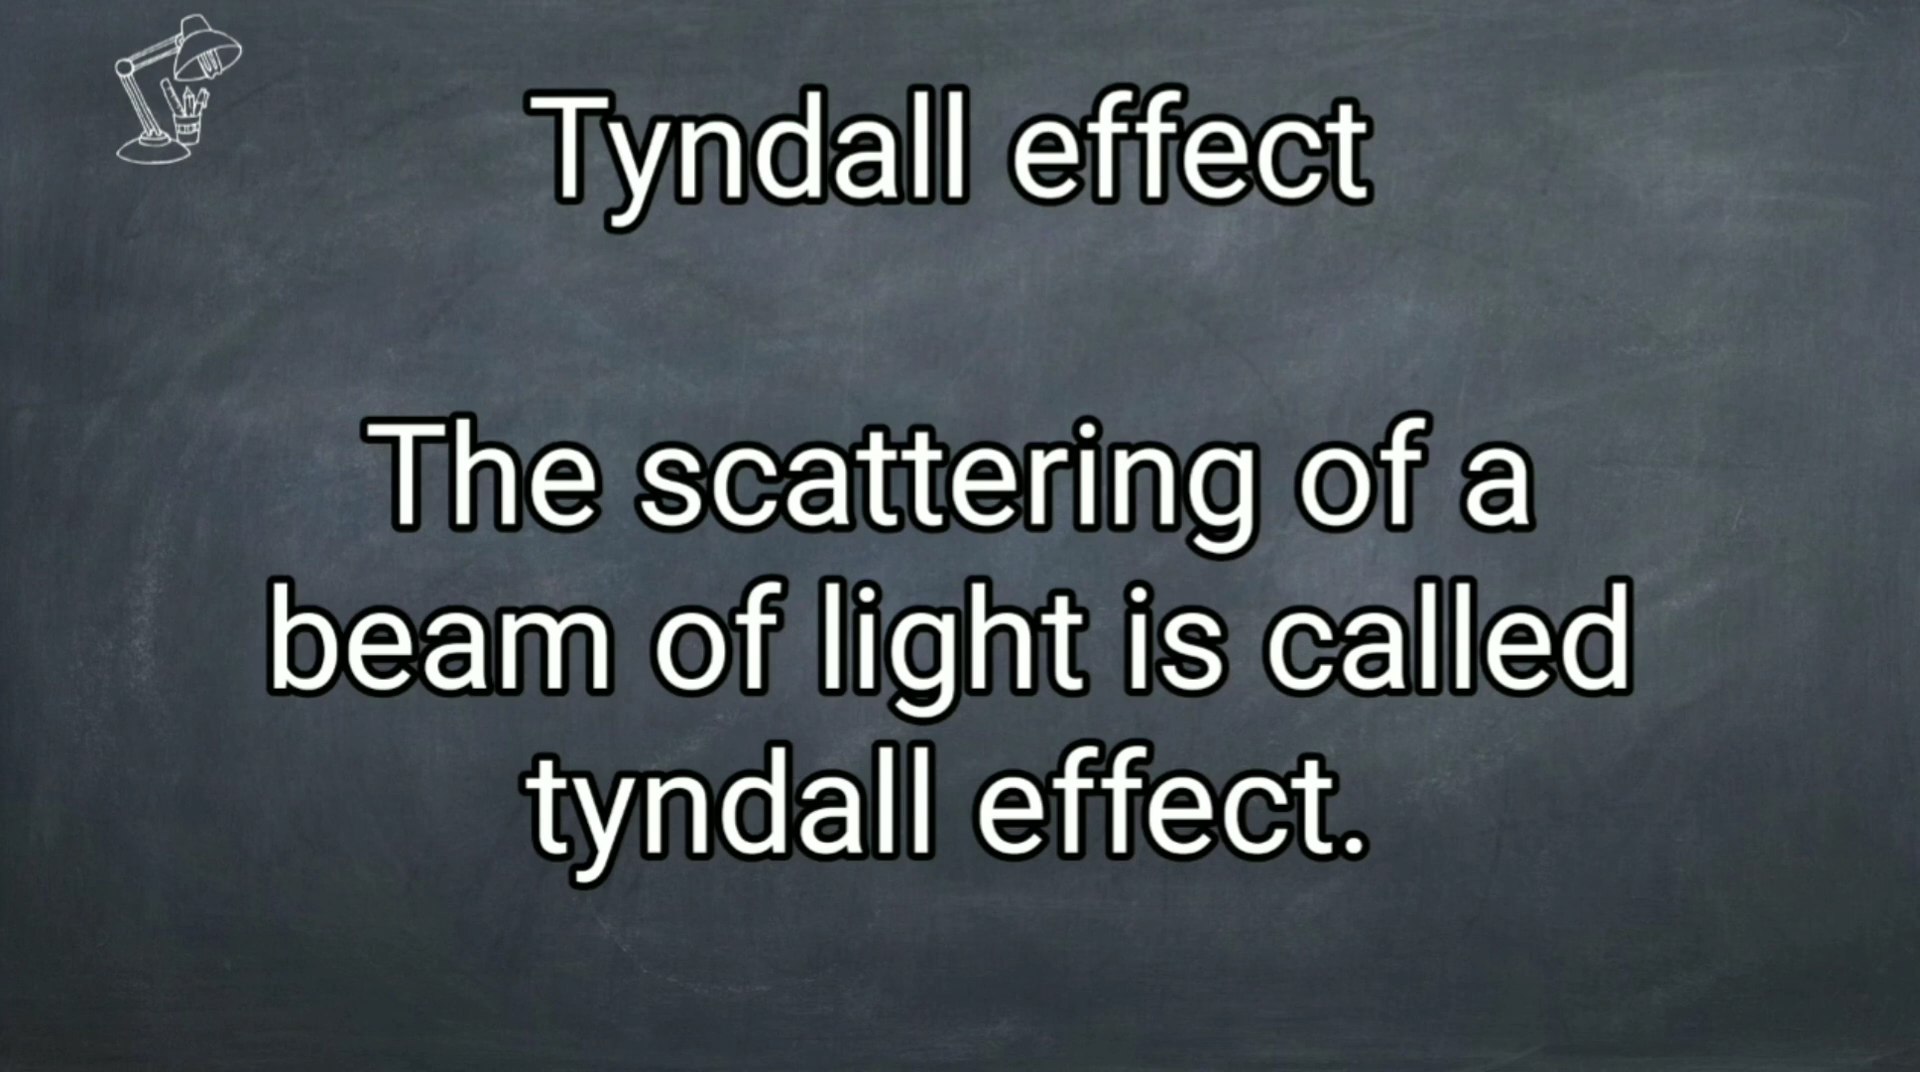 Tyndall effect
The scattering of a
beam of light is called
tyndall effect.